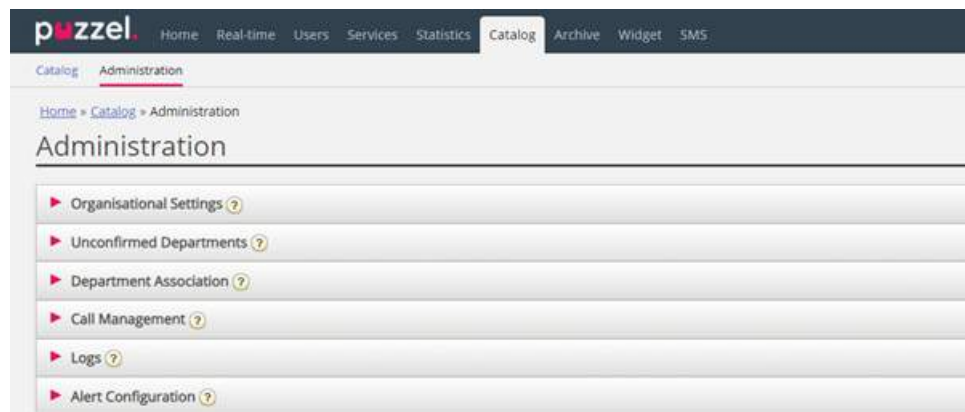 puzzel. Home Real-time Users Services Statistics Catalog Archive Widget SMS
Catalog Administration
Home » Catalog » Administration
Administration
Organisational Settings ?
Unconfirmed Departments ?
Department Association ?
Call Management ?
Logs ?
Alert Configuration ?